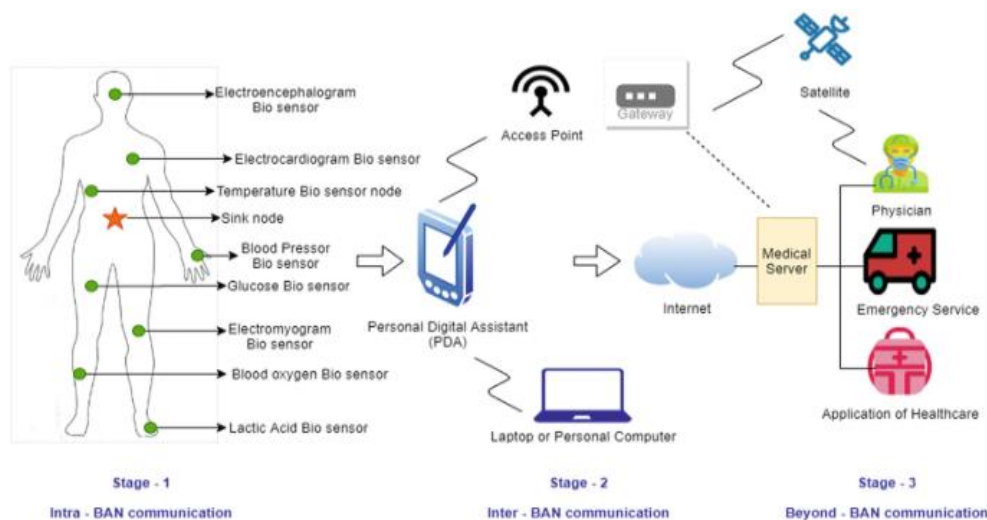 Electroencephalogram
Bio sensor
Electrocardiogram Bio sensor
Temperature Bio sensor node
Sink node
Blood Pressor
Bio sensor
Glucose Bio sensor
Electromyogram
Bio sensor
Blood oxygen Bio sensor
Lactic Acid Bio sensor
Stage - 1
Intra - BAN communication
Access Point
Gateway
Personal Digital Assistant
(PDA)
Laptop or Personal Computer
Internet
Stage - 2
Inter - BAN communication
Satellite
Physician
Medical
Server
Emergency Service
Application of Healthcare
Stage - 3
Beyond - BAN communication